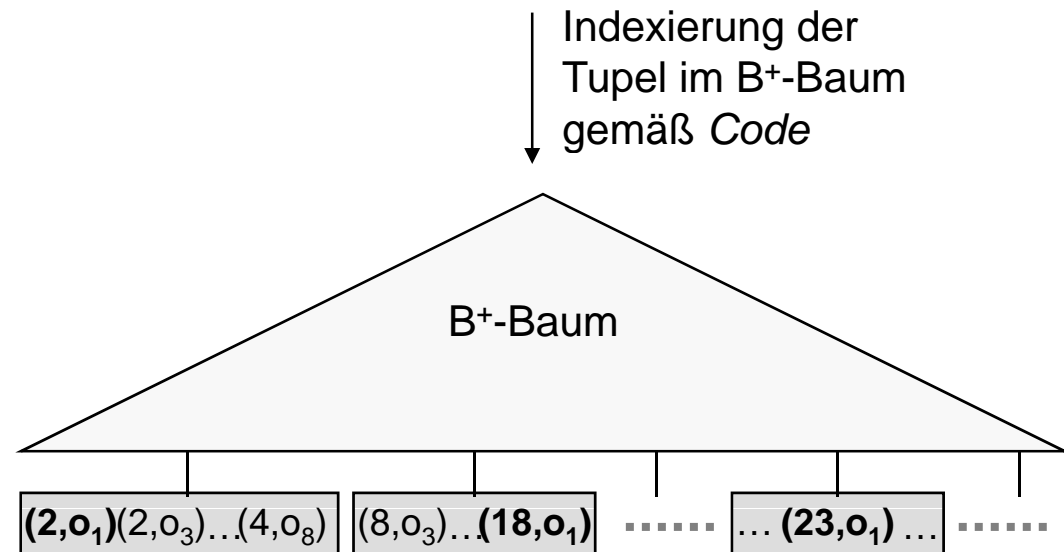 Indexierung der
Tupel im B⁺-Baum
gemäß Code
B⁺-Baum
(2,o₁)(2,o₃)…(4,o₈) (8,o₃)…(18,o₁) …… … (23,o₁) … ……